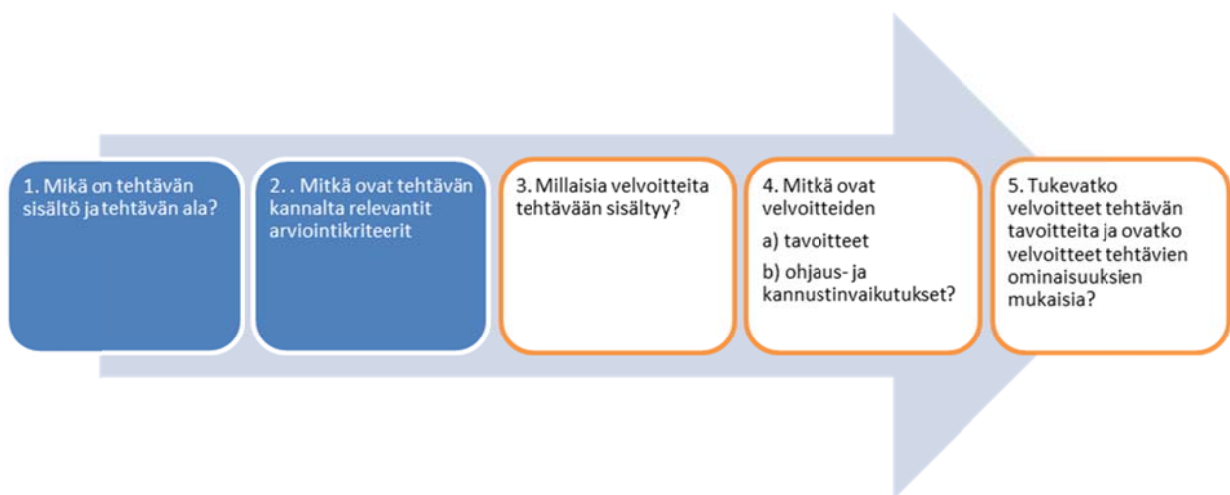 1. Mikä on tehtävän
sisältö ja tehtävän ala?
2. . Mitkä ovat tehtävän
kannalta relevantit
arviointikriteerit
3. Millaisia velvoitteita
tehtävään sisältyy?
4. Mitkä ovat
velvoitteiden
a) tavoitteet
b) ohjaus- ja
kannustinvaikutukset?
5. Tukevatko
velvoitteet tehtävän
tavoitteita ja ovatko
velvoitteet tehtävien
ominaisuuksien
mukaisia?